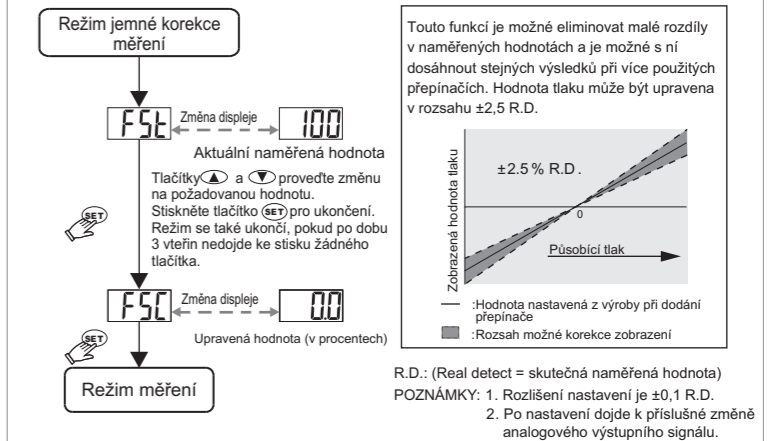 Režim jemné korekce
měření
FSt
Změna displeje
100
Aktuální naměřená hodnota
Tlačítky ▲ a ▼ proveďte změnu
na požadovanou hodnotu.
Stiskněte tlačítko SET pro ukončení.
Režim se také ukončí, pokud po dobu
3 vteřin nedojde ke stisku žádného
tlačítka.
SET
FSC
Změna displeje
0.0
Upravená hodnota (v procentech)
SET
Režim měření
Touto funkcí je možné eliminovat malé rozdíly
v naměřených hodnotách a je možné s ní
dosáhnout stejných výsledků při více použitých
přepínačích. Hodnota tlaku může být upravena
v rozsahu ±2,5 R.D.
Zobrazená hodnota tlaku
±2.5 % R.D.
0
Působící tlak
:Hodnota nastavená z výroby při dodání
přepínače
:Rozsah možné korekce zobrazení
R.D.: (Real detect = skutečná naměřená hodnota)
POZNÁMKY: 1. Rozlišení nastavení je ±0,1 R.D.
2. Po nastavení dojde k příslušné změně
analogového výstupního signálu.